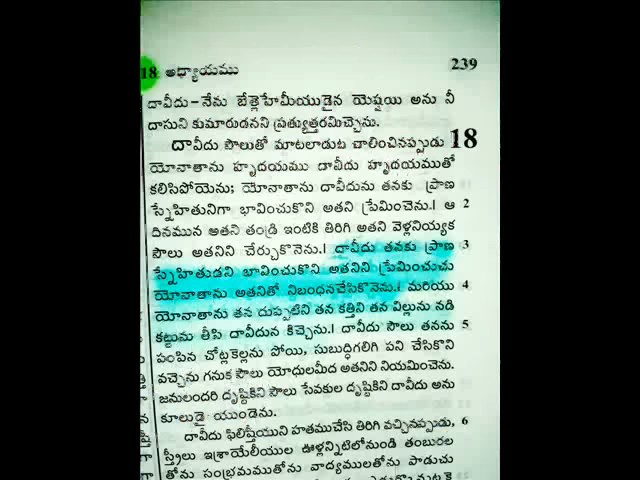 18 అధ్యాయము 239
దావీదు–నేను బేత్లెహేమీయుడైన యెష్షయి అను నీ
దాసుని కుమారుడనని ప్రత్యుత్తరమిచ్చెను.
దావీదు సౌలుతో మాటలాడుట చాలించినప్పుడు 18
యోనాతాను హృదయము దావీదు హృదయముతో
కలిసిపోయెను; యోనాతాను దావీదును తనకు ప్రాణ
స్నేహితునిగా భావించుకొని అతని ప్రేమించెను.| ఆ 2
దినమున అతని తండ్రి ఇంటికి తిరిగి అతని వెళ్లనియ్యక
సౌలు అతనిని చేర్చుకొనెను.| దావీదు తనకు ప్రాణ 3
స్నేహితుడని భావించుకొని అతనిని ప్రేమించుచు
యోనాతాను అతనితో నిబంధనచేసికొనెను.| మరియు 4
యోనాతాను తన దుప్పటిని తన కత్తిని తన విల్లును నడి
కట్టును తీసి దావీదున కిచ్చెను.| దావీదు సౌలు తనను 5
పంపిన చోట్లకెల్లను పోయి, సుబుద్ధిగలిగి పని చేసికొని
వచ్చెను గనుక సౌలు యోధులమీద అతనిని నియమించెను.
జనులందరి దృష్టికిని సౌలు సేవకుల దృష్టికిని దావీదు అను
కూలుడై యుండెను.
దావీదు ఫిలిష్తీయుని హతముచేసి తిరిగి వచ్చినప్పుడు, 6
స్త్రీలు ఇశ్రాయేలీయుల ఊళ్లన్నిటిలోనుండి తంబురల
తోను సంభ్రమముతోను వాద్యములతోను పాడుచు